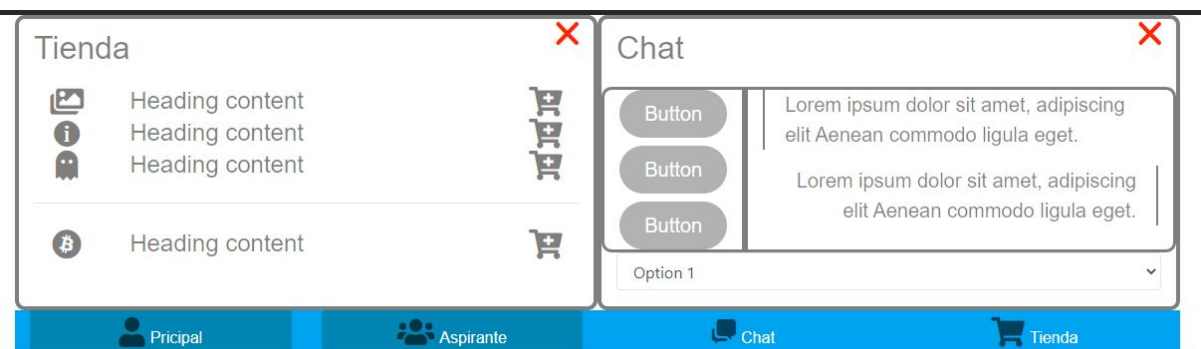 Tienda
Heading content
Heading content
Heading content
Heading content
Chat
Button
Button
Button
Lorem ipsum dolor sit amet, adipiscing
elit Aenean commodo ligula eget.
Lorem ipsum dolor sit amet, adipiscing
elit Aenean commodo ligula eget.
Option 1
Pricipal
Aspirante
Chat
Tienda